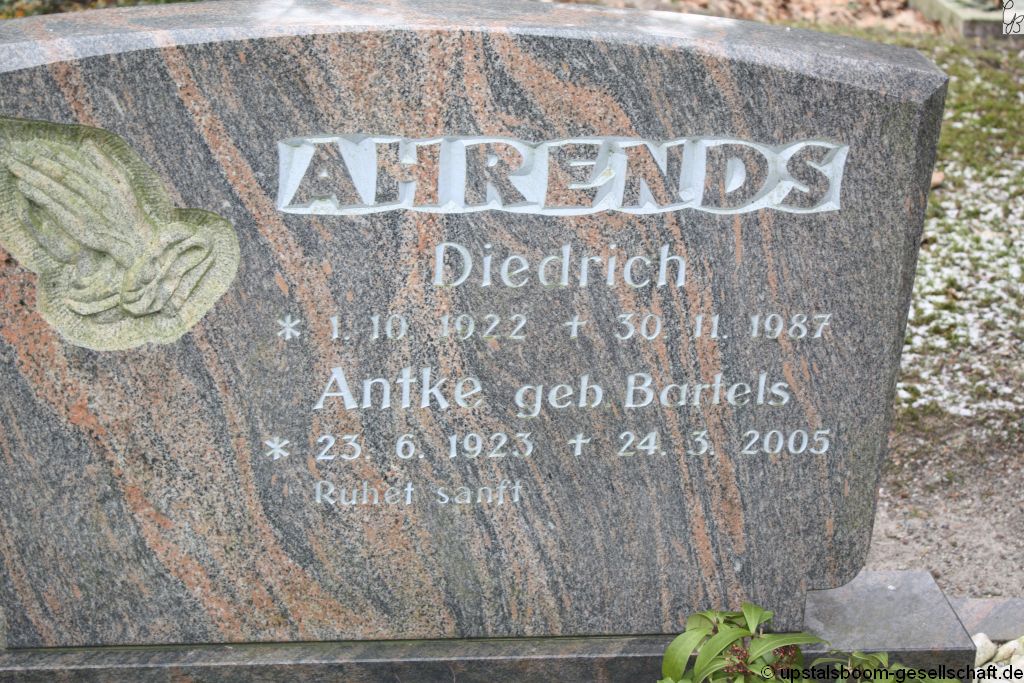 AHRENDS
Diedrich
* 1. 10. 1922 † 30. 11. 1987
Antke geb Bartels
* 23. 6. 1923 † 24. 3. 2005
Ruhet sanft
© upstalsboom-gesellschaft.de